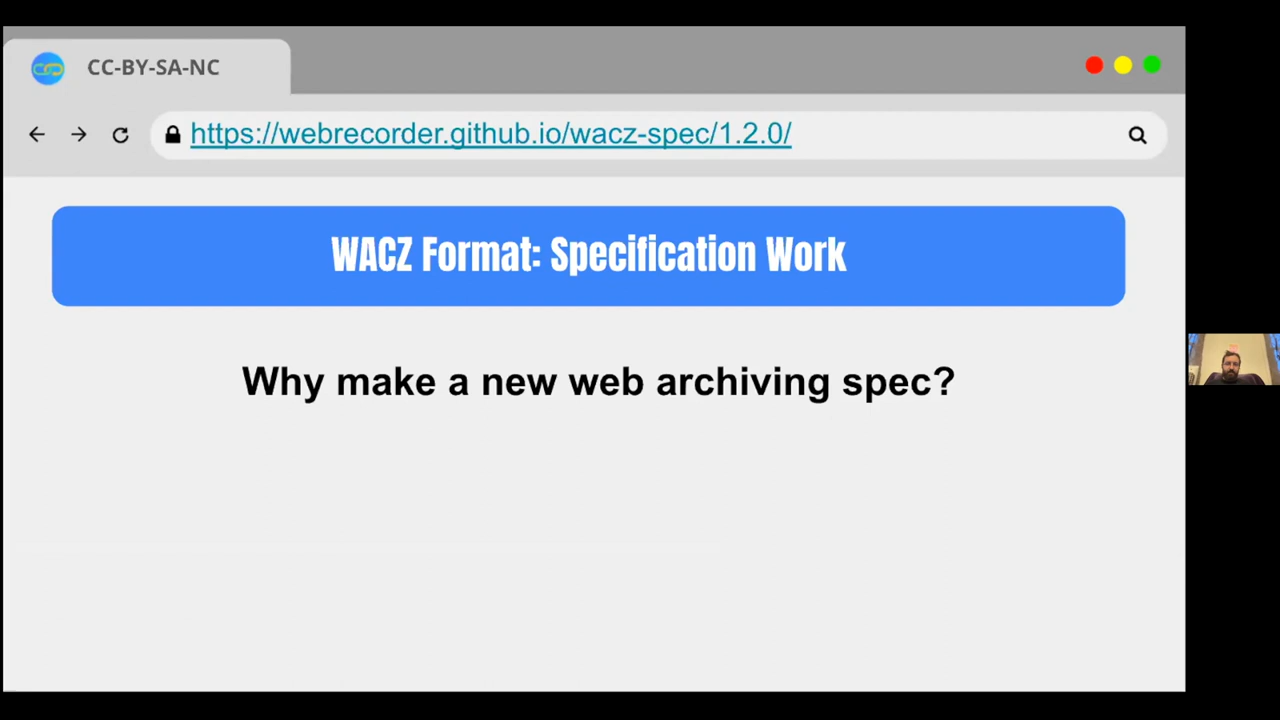 CC-BY-SA-NC
https://webrecorder.github.io/wacz-spec/1.2.0/
WACZ Format: Specification Work
Why make a new web archiving spec?